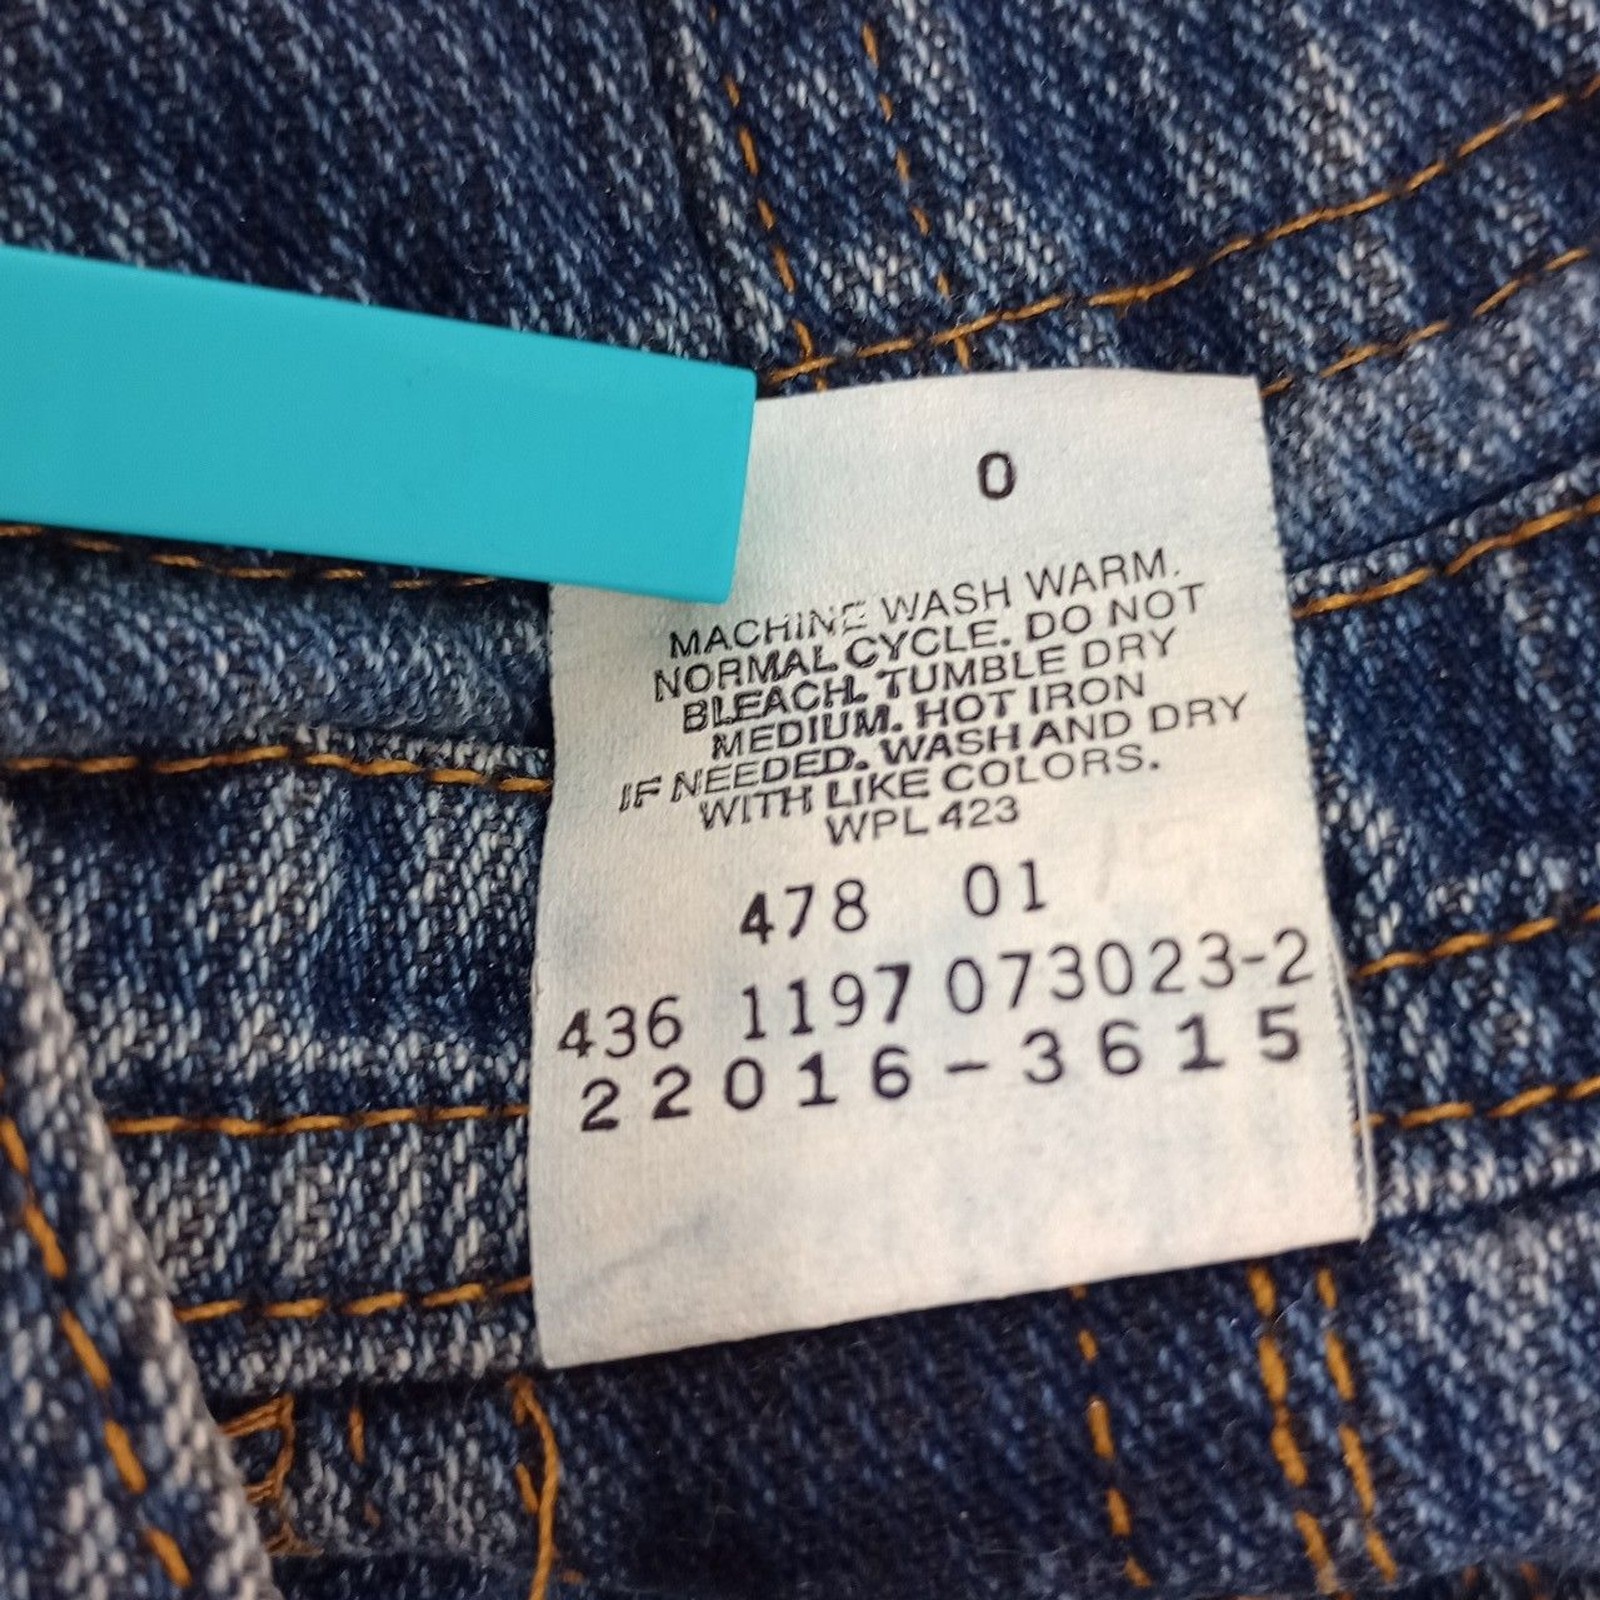 0
MACHINE WASH WARM.
NORMAL CYCLE. DO NOT
BLEACH. TUMBLE DRY
MEDIUM. HOT IRON
IF NEEDED. WASH AND DRY
WITH LIKE COLORS.
WPL 423
478 01
436 1197 073023-2
22016-3615